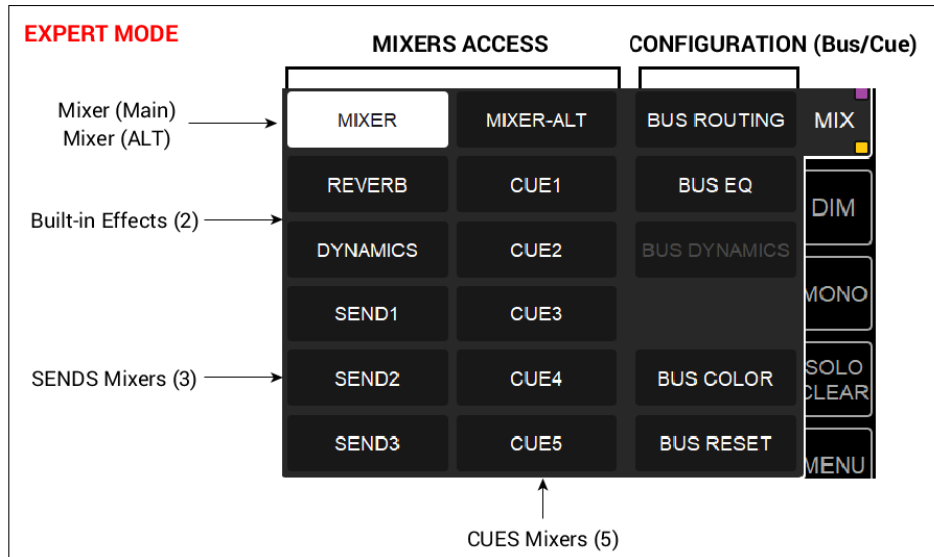 EXPERT MODE
MIXERS ACCESS
CONFIGURATION (Bus/Cue)
Mixer (Main)
Mixer (ALT)
MIXER
MIXER-ALT
BUS ROUTING
MIX
Built-in Effects (2)
REVERB
CUE1
BUS EQ
DIM
DYNAMICS
CUE2
BUS DYNAMICS
SEND1
CUE3
MONO
SENDS Mixers (3)
SEND2
CUE4
BUS COLOR
SOLO
CLEAR
SEND3
CUE5
BUS RESET
MENU
CUES Mixers (5)